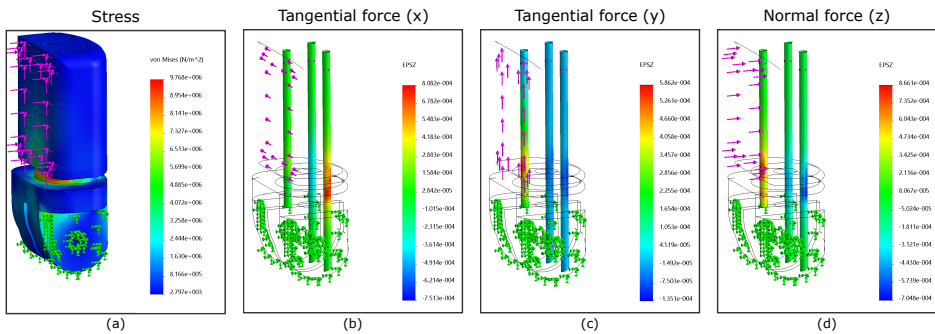 Stress
Tangential force (x)
Tangential force (y)
Normal force (z)
von Mises (N/m^2)
9.768e+006
8.954e+006
8.141e+006
7.327e+006
6.513e+006
5.699e+006
4.885e+006
4.072e+006
3.258e+006
2.444e+006
1.630e+006
8.166e+005
2.797e+003
EPSZ
8.082e-004
6.782e-004
5.483e-004
4.183e-004
2.883e-004
1.584e-004
2.842e-005
-1.015e-004
-2.315e-004
-3.614e-004
-4.914e-004
-6.214e-004
-7.513e-004
EPSZ
5.862e-004
5.261e-004
4.660e-004
4.058e-004
3.457e-004
2.856e-004
2.255e-004
1.654e-004
1.053e-004
4.519e-005
-1.492e-005
-7.503e-005
-1.351e-004
EPSZ
8.661e-004
7.352e-004
6.043e-004
4.734e-004
3.425e-004
2.116e-004
8.067e-005
-5.024e-005
-1.811e-004
-3.121e-004
-4.430e-004
-5.739e-004
-7.048e-004
(a)
(b)
(c)
(d)